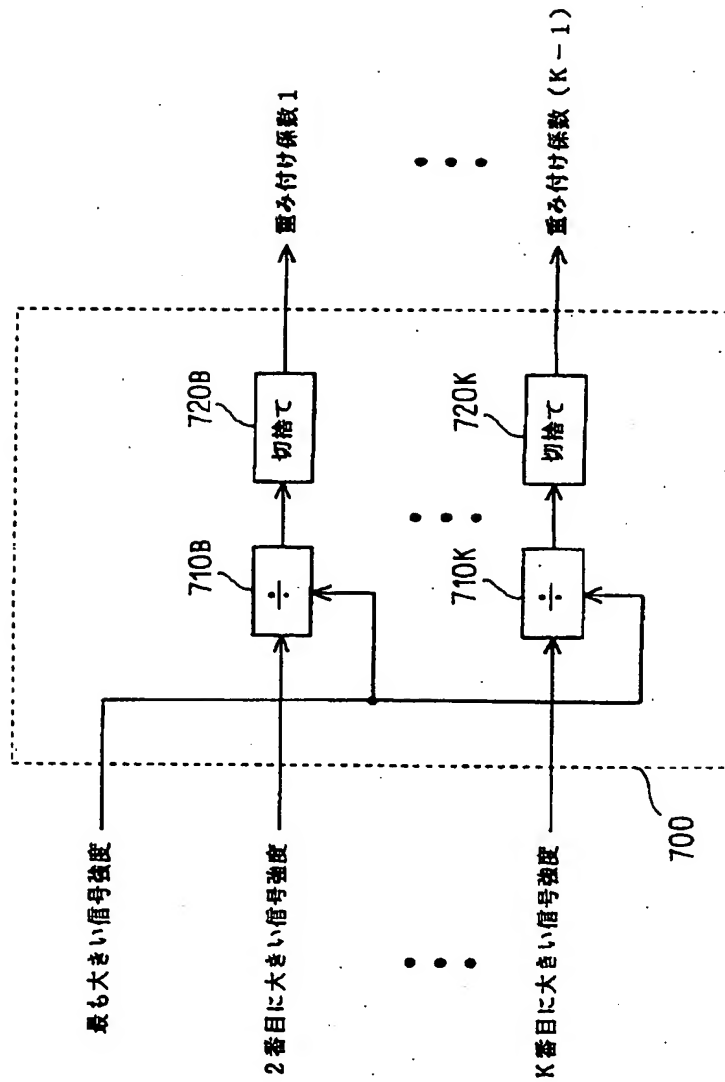 最も大きい信号強度
2番目に大きい信号強度
K番目に大きい信号強度
700
710B
÷
720B
切捨て
710K
÷
720K
切捨て
重み付け係数1
重み付け係数(K-1)